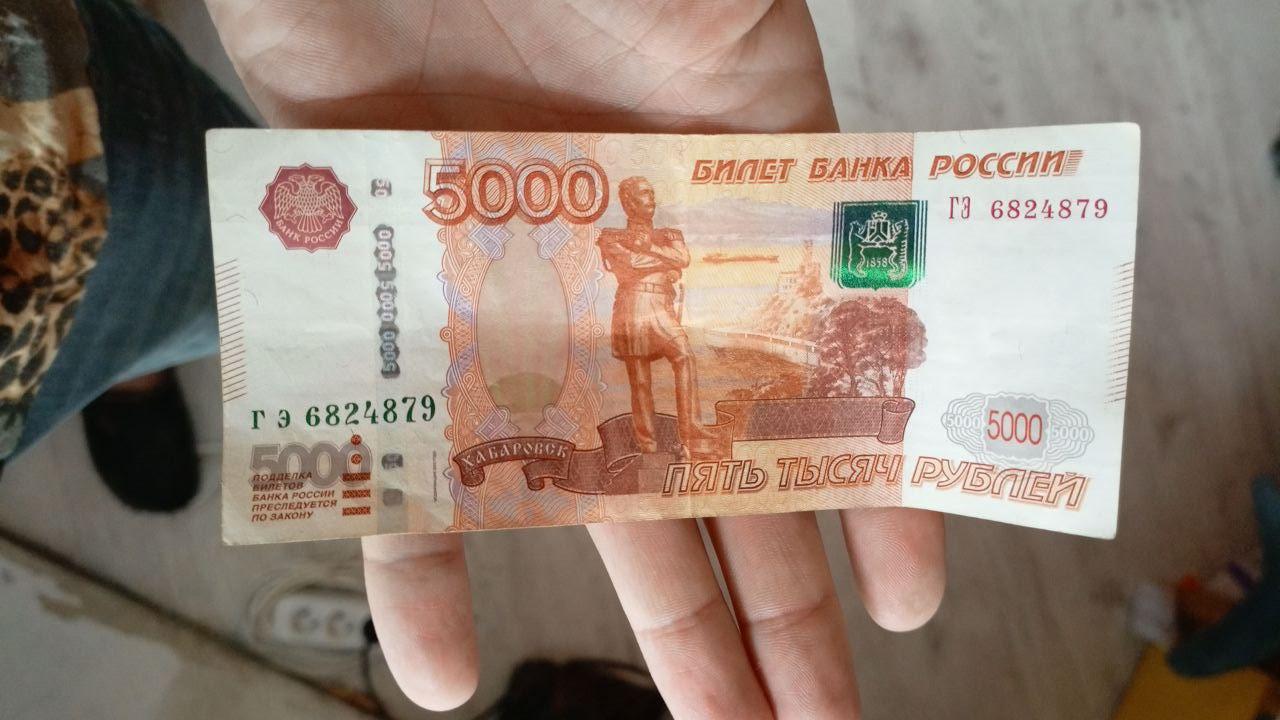 5000
БИЛЕТ БАНКА РОССИИ
ГЭ 6824879
БАНК РОССИИ
5000 5000 5000
1858
ГЭ 6824879
ХАБАРОВСК
5000 5000 5000
5000
ПЯТЬ ТЫСЯЧ РУБЛЕЙ
ПОДДЕЛКА
БИЛЕТОВ
БАНКА РОССИИ
ПРЕСЛЕДУЕТСЯ
ПО ЗАКОНУ